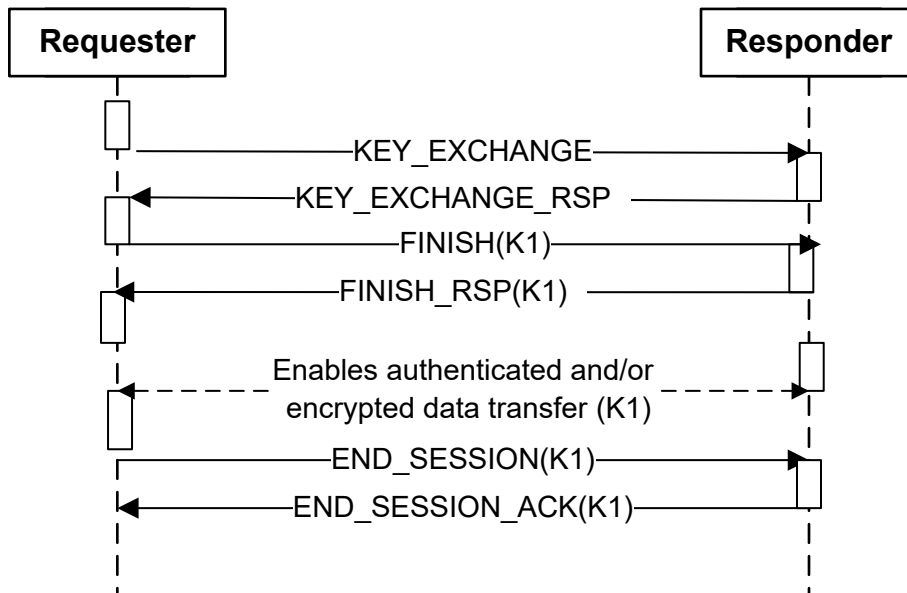 Requester
Responder
KEY_EXCHANGE
KEY_EXCHANGE_RSP
FINISH(K1)
FINISH_RSP(K1)
Enables authenticated and/or
encrypted data transfer (K1)
END_SESSION(K1)
END_SESSION_ACK(K1)